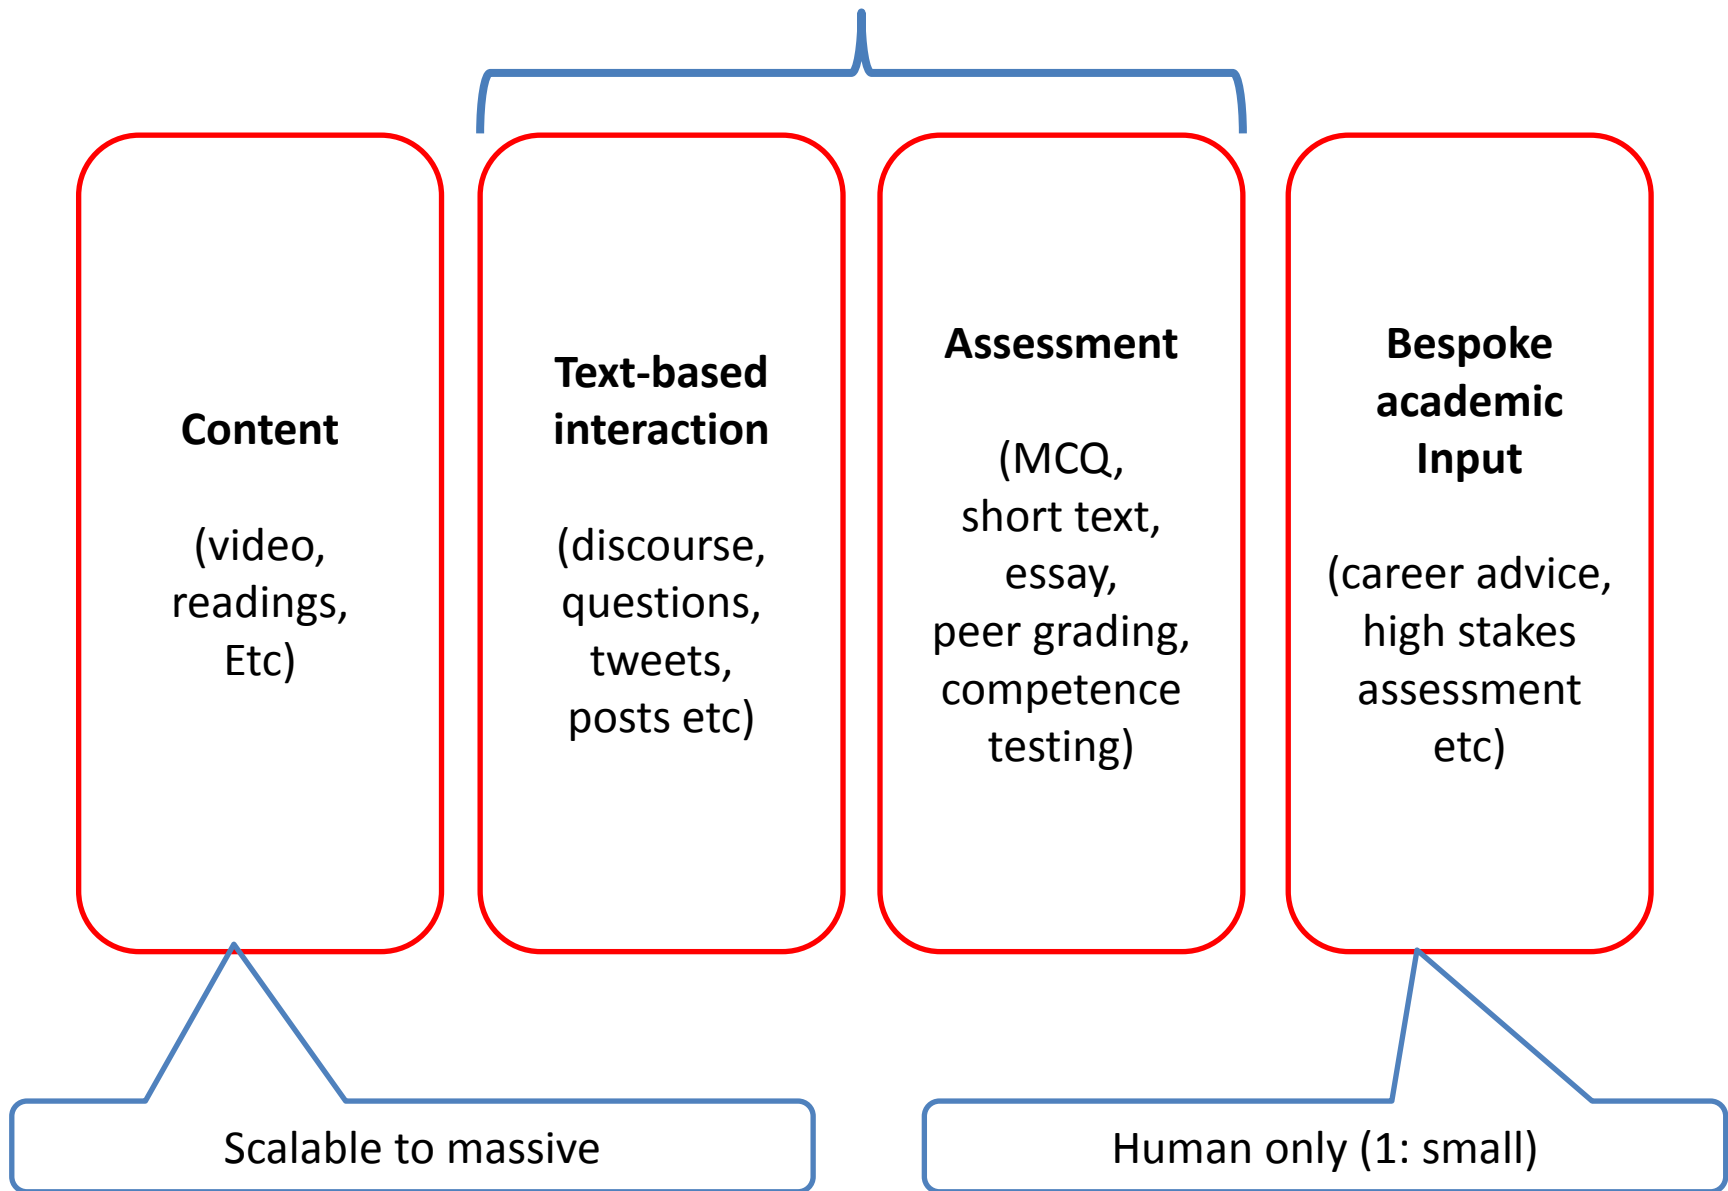 Content
(video,
readings,
Etc)
Text-based
interaction
(discourse,
questions,
tweets,
posts etc)
Assessment
(MCQ,
short text,
essay,
peer grading,
competence
testing)
Bespoke
academic
Input
(career advice,
high stakes
assessment
etc)
Scalable to massive
Human only (1: small)